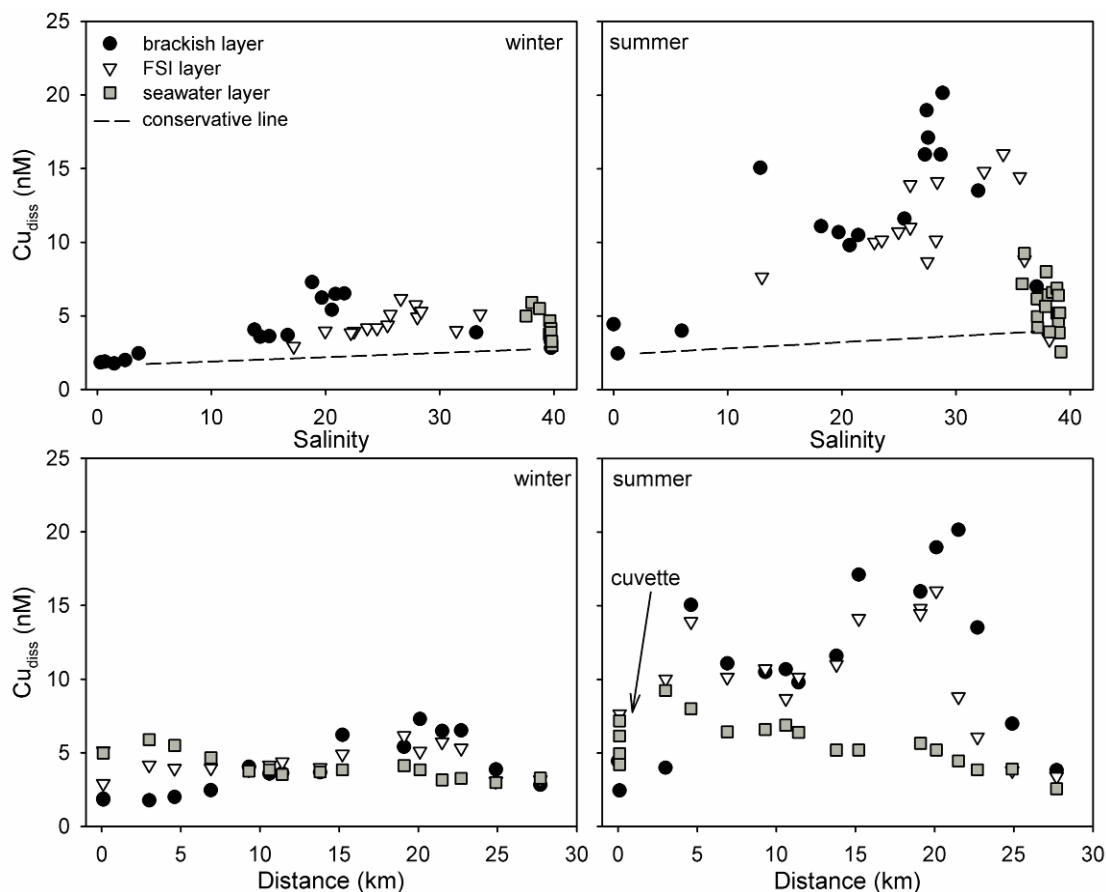 25
20
15
10
5
0
Cu_diss (nM)
brackish layer
FSI layer
seawater layer
conservative line
winter
0 10 20 30 40
Salinity
summer
0 10 20 30 40
Salinity
25
20
15
10
5
0
Cu_diss (nM)
winter
0 5 10 15 20 25 30
Distance (km)
summer
cuvette
0 5 10 15 20 25 30
Distance (km)